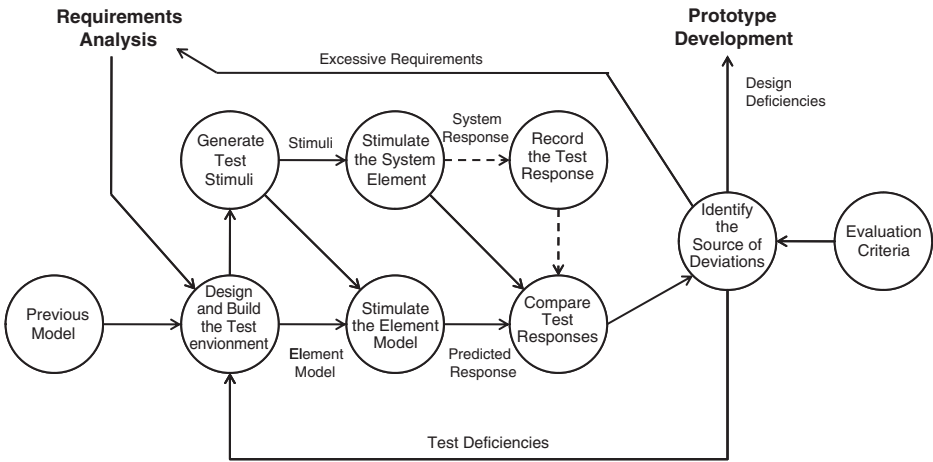 Requirements
Analysis
Prototype
Development
Excessive Requirements
Design
Deficiencies
Generate
Test
Stimuli
Stimuli
Stimulate
the System
Element
System
Response
Record
the Test
Response
Identify
the
Source of
Deviations
Evaluation
Criteria
Previous
Model
Design
and Build
the Test
envionment
Element
Model
Stimulate
the Element
Model
Predicted
Response
Compare
Test
Responses
Test Deficiencies